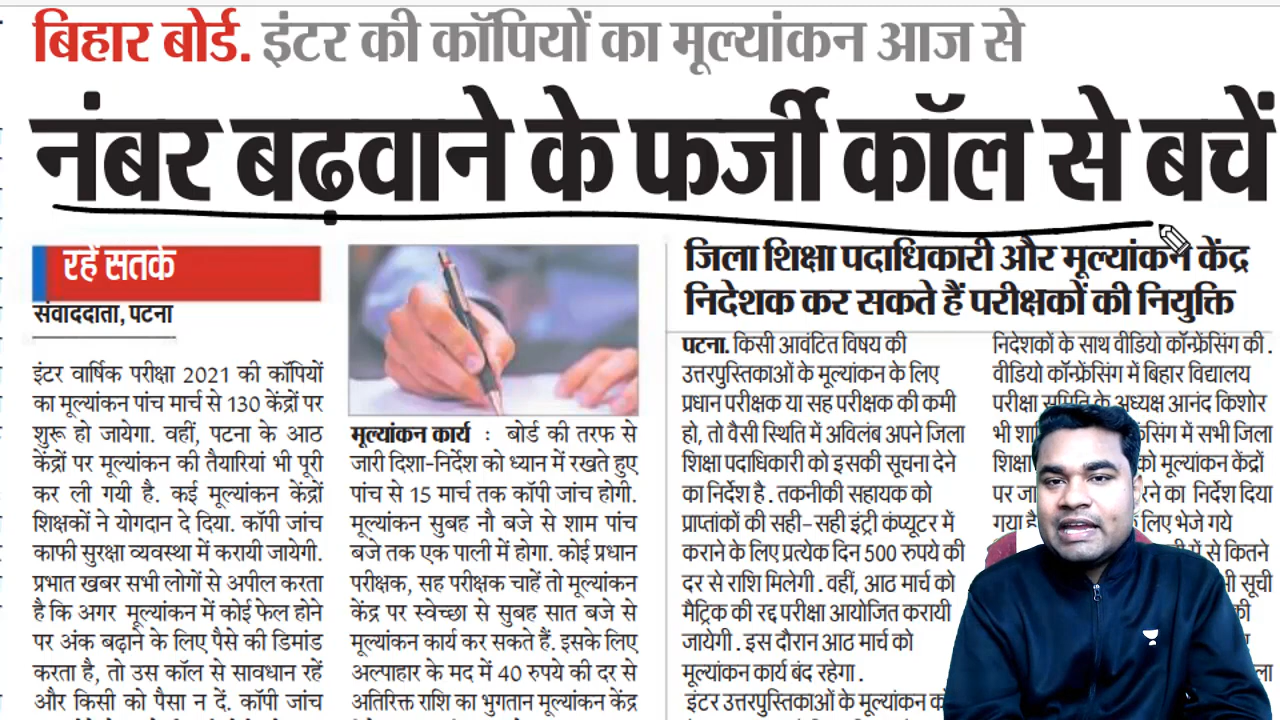 बिहार बोर्ड. इंटर की कॉपियों का मूल्यांकन आज से
नंबर बढ़वाने के फर्जी कॉल से बचें
रहें सतर्क
संवाददाता, पटना
इंटर वार्षिक परीक्षा 2021 की कॉपियों
का मूल्यांकन पांच मार्च से 130 केंद्रों पर
शुरू हो जायेगा. वहीं, पटना के आठ
केंद्रों पर मूल्यांकन की तैयारियां भी पूरी
कर ली गयी है. कई मूल्यांकन केंद्रों
शिक्षकों ने योगदान दे दिया. कॉपी जांच
काफी सुरक्षा व्यवस्था में करायी जायेगी.
प्रभात खबर सभी लोगों से अपील करता
है कि अगर मूल्यांकन में कोई फेल होने
पर अंक बढ़ाने के लिए पैसे की डिमांड
करता है, तो उस कॉल से सावधान रहें
और किसी को पैसा न दें. कॉपी जांच
मूल्यांकन कार्य : बोर्ड की तरफ से
जारी दिशा-निर्देश को ध्यान में रखते हुए
पांच से 15 मार्च तक कॉपी जांच होगी.
मूल्यांकन सुबह नौ बजे से शाम पांच
बजे तक एक पाली में होगा. कोई प्रधान
परीक्षक, सह परीक्षक चाहें तो मूल्यांकन
केंद्र पर स्वेच्छा से सुबह सात बजे से
मूल्यांकन कार्य कर सकते हैं. इसके लिए
अल्पाहार के मद में 40 रुपये की दर से
अतिरिक्त राशि का भुगतान मूल्यांकन केंद्र
जिला शिक्षा पदाधिकारी और मूल्यांकन केंद्र
निदेशक कर सकते हैं परीक्षकों की नियुक्ति
पटना. किसी आवंटित विषय की
उत्तरपुस्तिकाओं के मूल्यांकन के लिए
प्रधान परीक्षक या सह परीक्षक की कमी
हो, तो वैसी स्थिति में अविलंब अपने जिला
शिक्षा पदाधिकारी को इसकी सूचना देने
का निर्देश है . तकनीकी सहायक को
प्राप्तांकों की सही-सही इंट्री कंप्यूटर में
कराने के लिए प्रत्येक दिन 500 रुपये की
दर से राशि मिलेगी . वहीं, आठ मार्च को
मैट्रिक की रद्द परीक्षा आयोजित करायी
जायेगी . इस दौरान आठ मार्च को
मूल्यांकन कार्य बंद रहेगा .
इंटर उत्तरपुस्तिकाओं के मूल्यांकन
निदेशकों के साथ वीडियो कॉन्फ्रेंसिंग की .
वीडियो कॉन्फ्रेंसिंग में बिहार विद्यालय
परीक्षा समिति के अध्यक्ष आनंद किशोर
भी में सभी जिला
शिक्षा को मूल्यांकन केंद्रों
पर का निर्देश दिया
गया है लिए भेजे गये
में से कितने
सूची
की